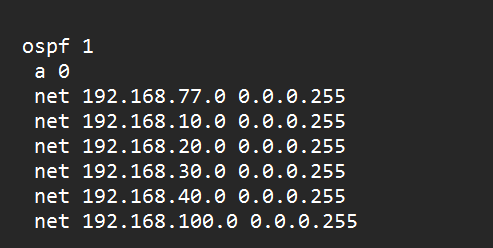 ospf 1
a 0
net 192.168.77.0 0.0.0.255
net 192.168.10.0 0.0.0.255
net 192.168.20.0 0.0.0.255
net 192.168.30.0 0.0.0.255
net 192.168.40.0 0.0.0.255
net 192.168.100.0 0.0.0.255